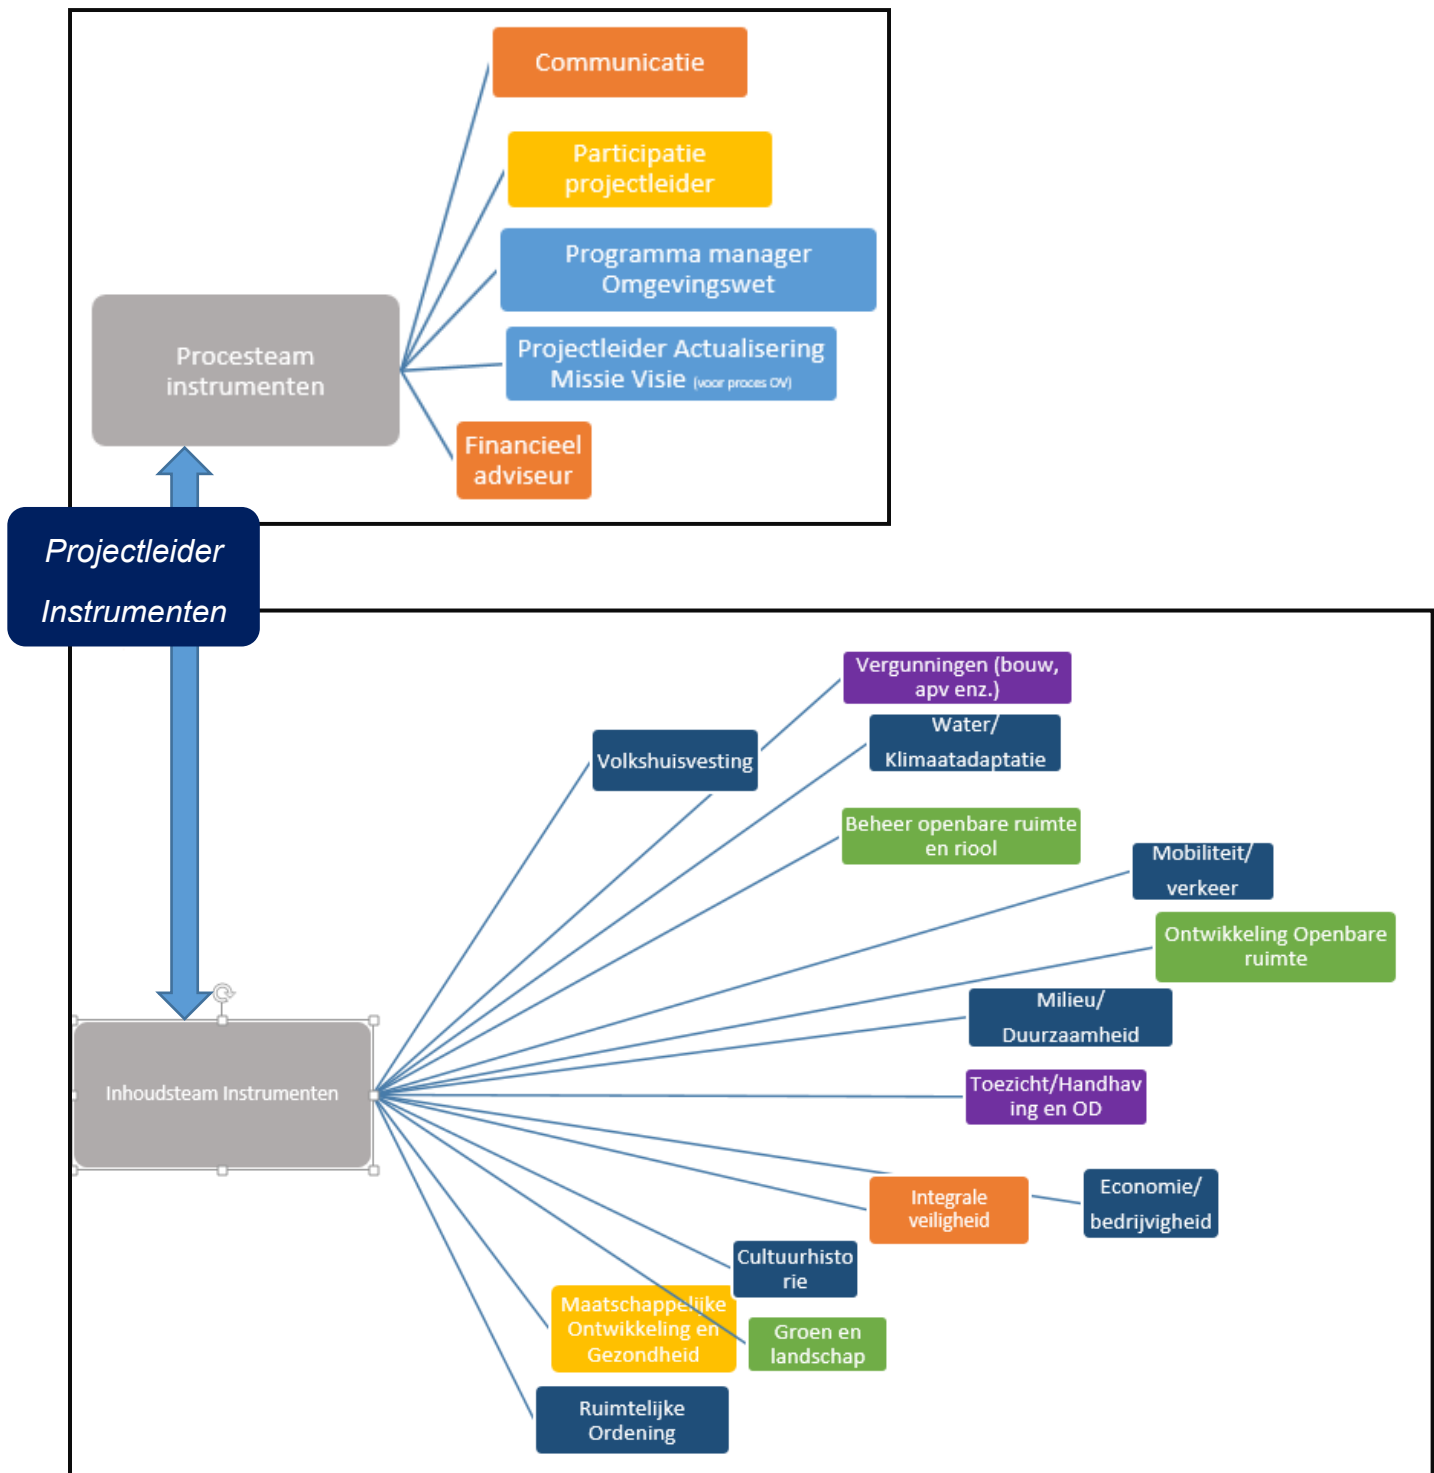 Communicatie
Participatie
projectleider
Programma manager
Omgevingswet
Projectleider Actualisering
Missie Visie (voor proces OV)
Procesteam
instrumenten
Financieel
adviseur
Projectleider
Instrumenten
Vergunningen (bouw,
apv enz.)
Water/
Klimaatadaptatie
Volkshuisvesting
Beheer openbare ruimte
en riool
Mobiliteit/
verkeer
Ontwikkeling Openbare
ruimte
Milieu/
Duurzaamheid
Inhoudsteam Instrumenten
Toezicht/Handhav
ing en OD
Integrale
veiligheid
Economie/
bedrijvigheid
Cultuurhisto
rie
Maatschappelijke
Ontwikkeling en
Gezondheid
Groen en
landschap
Ruimtelijke
Ordening